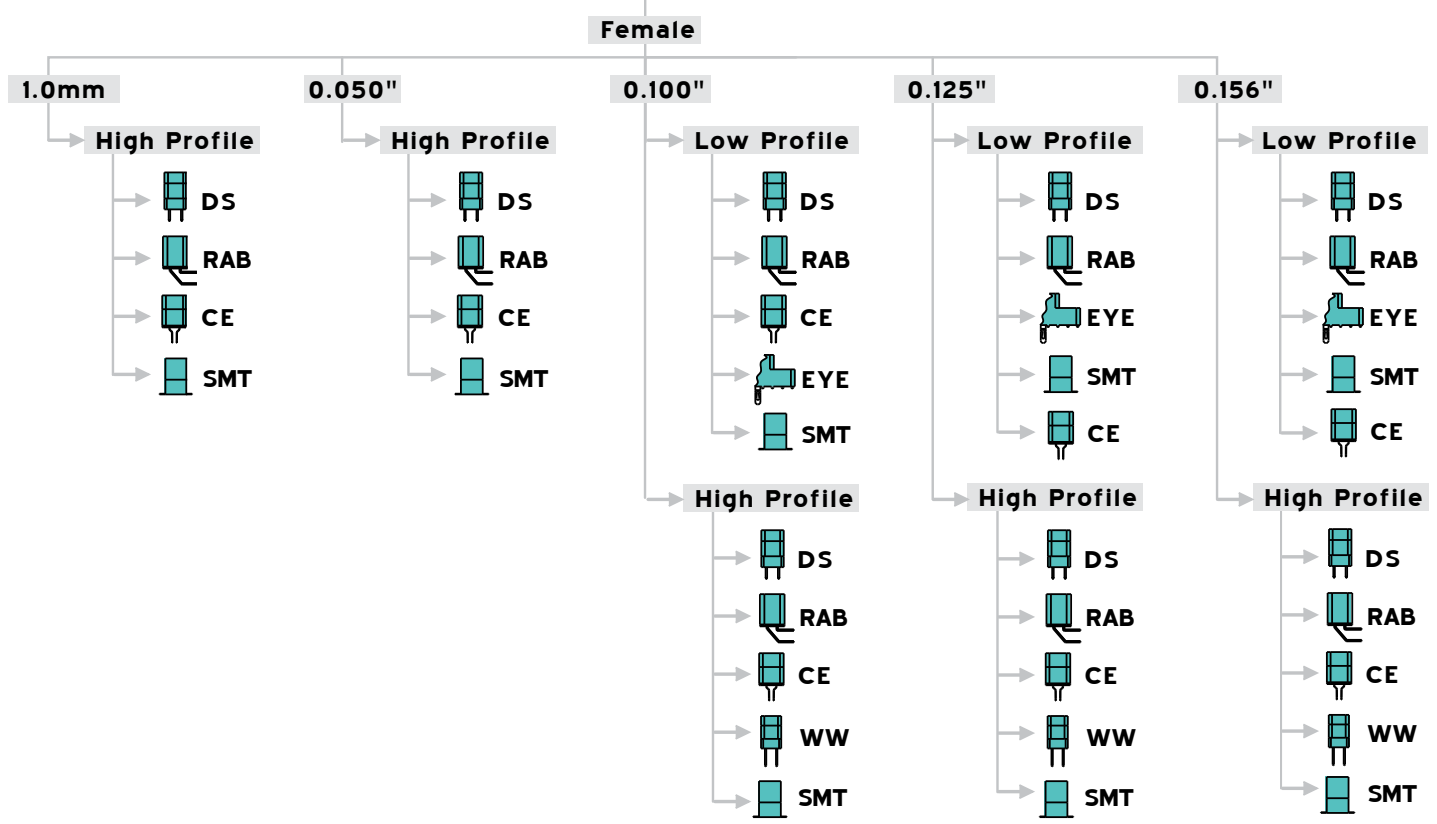 Female
1.0mm
0.050"
0.100"
0.125"
0.156"
High Profile
DS
RAB
CE
SMT
High Profile
DS
RAB
CE
SMT
Low Profile
DS
RAB
CE
EYE
SMT
High Profile
DS
RAB
CE
WW
SMT
Low Profile
DS
RAB
EYE
SMT
CE
High Profile
DS
RAB
CE
WW
SMT
Low Profile
DS
RAB
EYE
SMT
CE
High Profile
DS
RAB
CE
WW
SMT